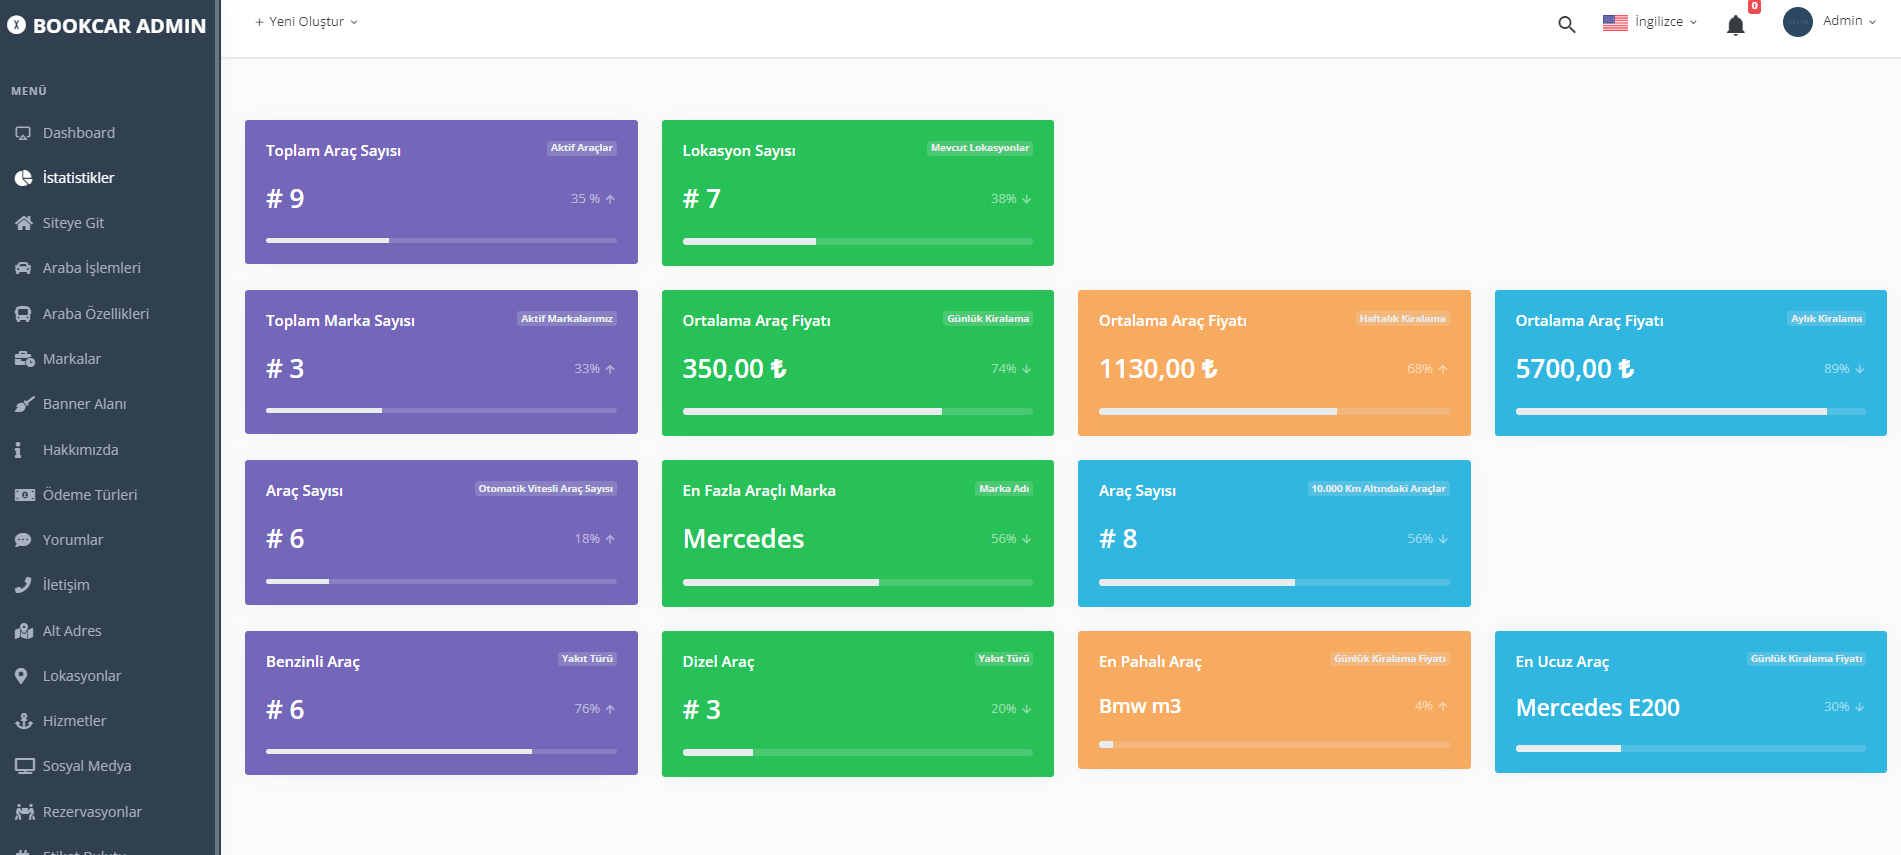 BOOKCAR ADMIN
+ Yeni Oluştur
İngilizce
0
Admin
MENÜ
Dashboard
İstatistikler
Siteye Git
Araba İşlemleri
Araba Özellikleri
Markalar
Banner Alanı
Hakkımızda
Ödeme Türleri
Yorumlar
İletişim
Alt Adres
Lokasyonlar
Hizmetler
Sosyal Medya
Rezervasyonlar
Toplam Araç Sayısı
Aktif Araçlar
# 9
35 % ↑
Lokasyon Sayısı
Mevcut Lokasyonlar
# 7
38% ↓
Toplam Marka Sayısı
Aktif Markalarımız
# 3
33% ↑
Ortalama Araç Fiyatı
Günlük Kiralama
350,00 ₺
74% ↓
Ortalama Araç Fiyatı
Haftalık Kiralama
1130,00 ₺
68% ↑
Ortalama Araç Fiyatı
Aylık Kiralama
5700,00 ₺
89% ↓
Araç Sayısı
Otomatik Vitesli Araç Sayısı
# 6
18% ↑
En Fazla Araçlı Marka
Marka Adı
Mercedes
56% ↓
Araç Sayısı
10.000 Km Altındaki Araçlar
# 8
56% ↓
Benzinli Araç
Yakıt Türü
# 6
76% ↑
Dizel Araç
Yakıt Türü
# 3
20% ↓
En Pahalı Araç
Günlük Kiralama Fiyatı
Bmw m3
4% ↑
En Ucuz Araç
Günlük Kiralama Fiyatı
Mercedes E200
30% ↓